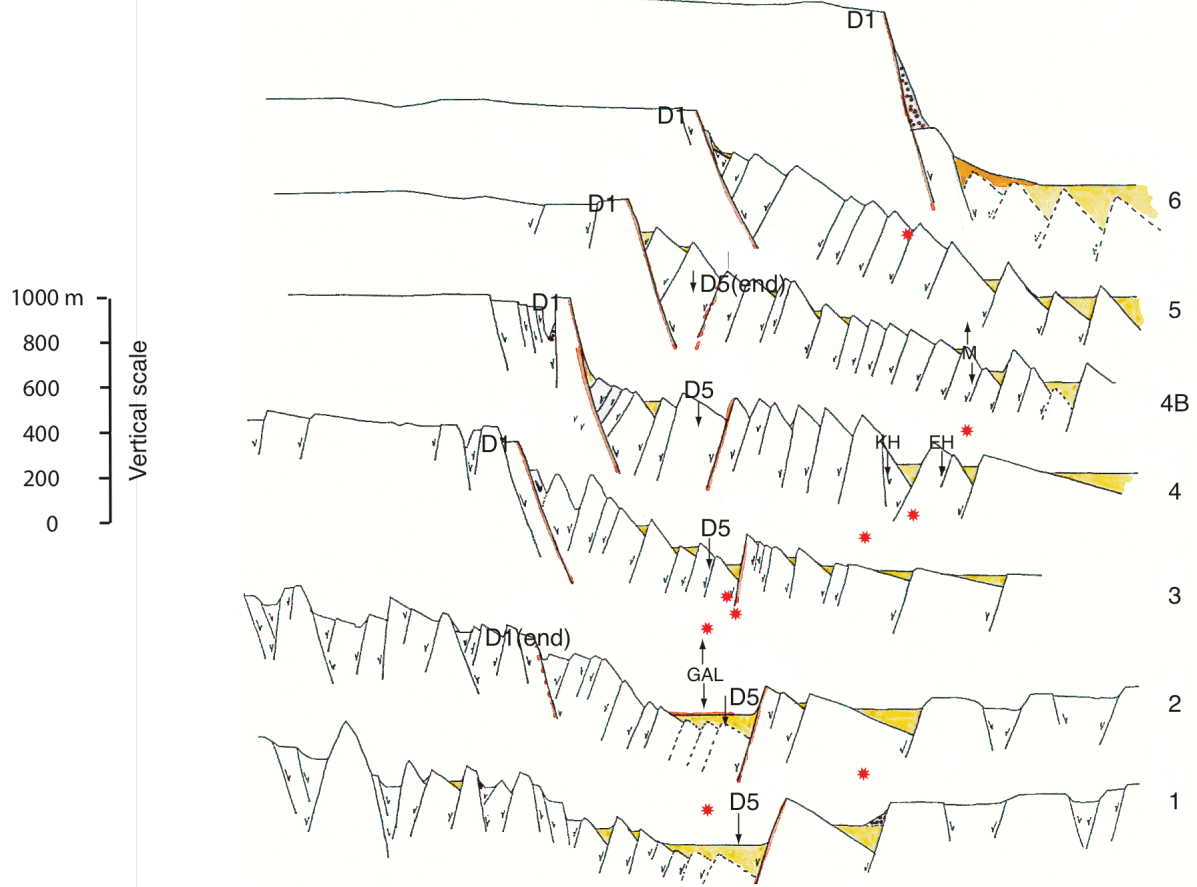 D1
D1
6
D1
D5(end)
5
1000 m
D1
800
M
Vertical scale
600
D5
4B
400
D1
KH
EH
200
4
0
D5
3
D1(end)
GAL
D5
2
D5
1